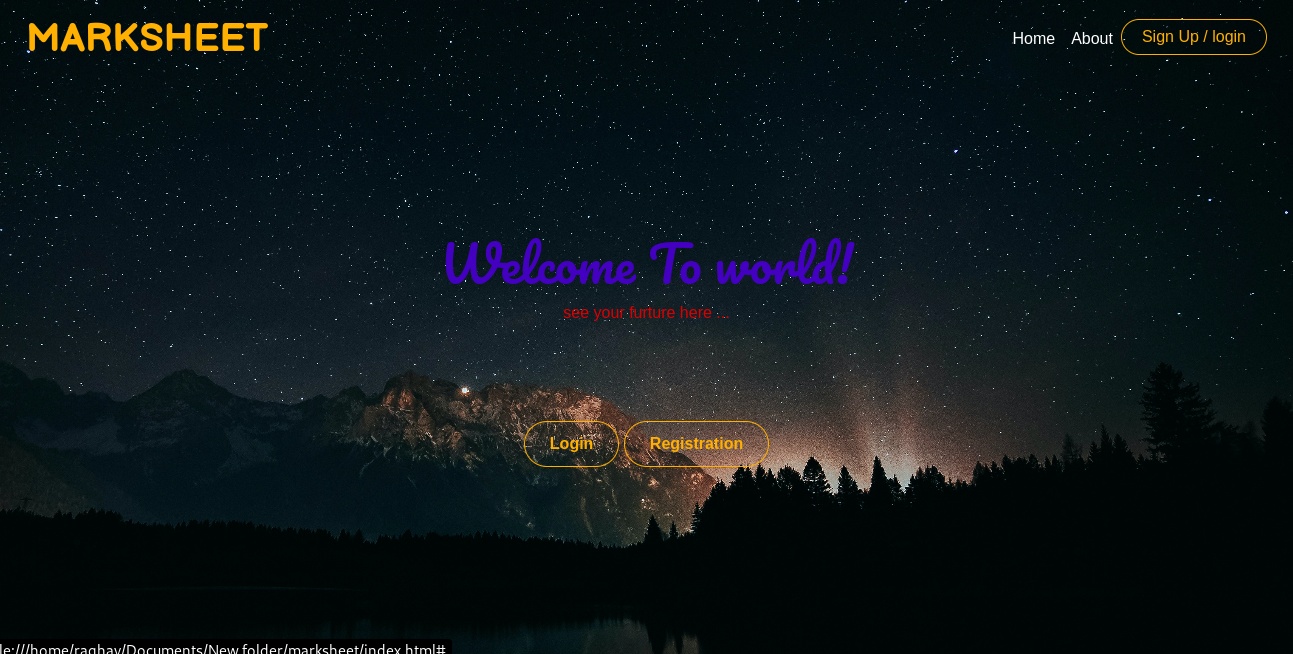 MARKSHEET
Home About Sign Up / login
Welcome To world!
see your furture here ...
Login Registration
le:///home/raghav/Documents/New folder/marksheet/index.html#